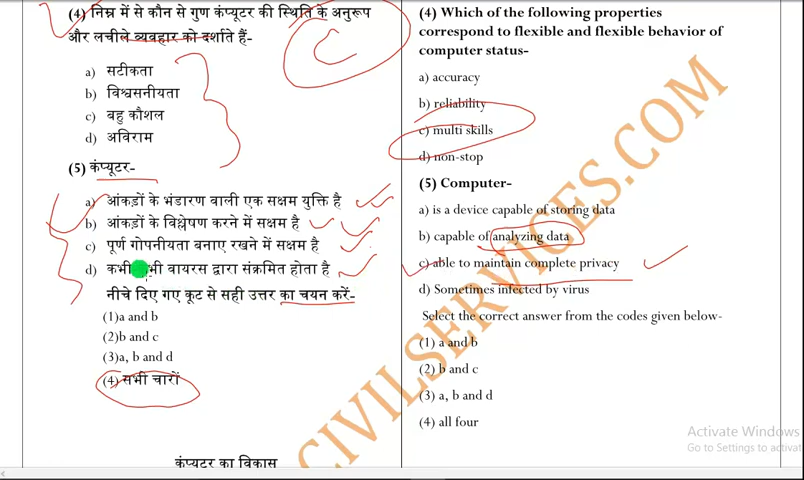 (4) निम्न में से कौन से गुण कंप्यूटर की स्थिति के अनुरूप
और लचीले व्यवहार को दर्शाते हैं-
a) सटीकता
b) विश्वसनीयता
c) बहु कौशल
d) अविराम
(5) कंप्यूटर-
a) आंकड़ों के भंडारण वाली एक सक्षम युक्ति है
b) आंकड़ों के विश्लेषण करने में सक्षम है
c) पूर्ण गोपनीयता बनाए रखने में सक्षम है
d) कभी कभी वायरस द्वारा संक्रमित होता है
नीचे दिए गए कूट से सही उत्तर का चयन करें-
(1)a and b
(2)b and c
(3)a, b and d
(4) सभी चारों
कंप्यूटर का विकास
C
(4) Which of the following properties
correspond to flexible and flexible behavior of
computer status-
a) accuracy
b) reliability
c) multi skills
d) non-stop
(5) Computer-
a) is a device capable of storing data
b) capable of analyzing data
c) able to maintain complete privacy
d) Sometimes infected by virus
Select the correct answer from the codes given below-
(1) a and b
(2) b and c
(3) a, b and d
(4) all four
CIVILSERVICES.COM
Activate Windows
Go to Settings to activat